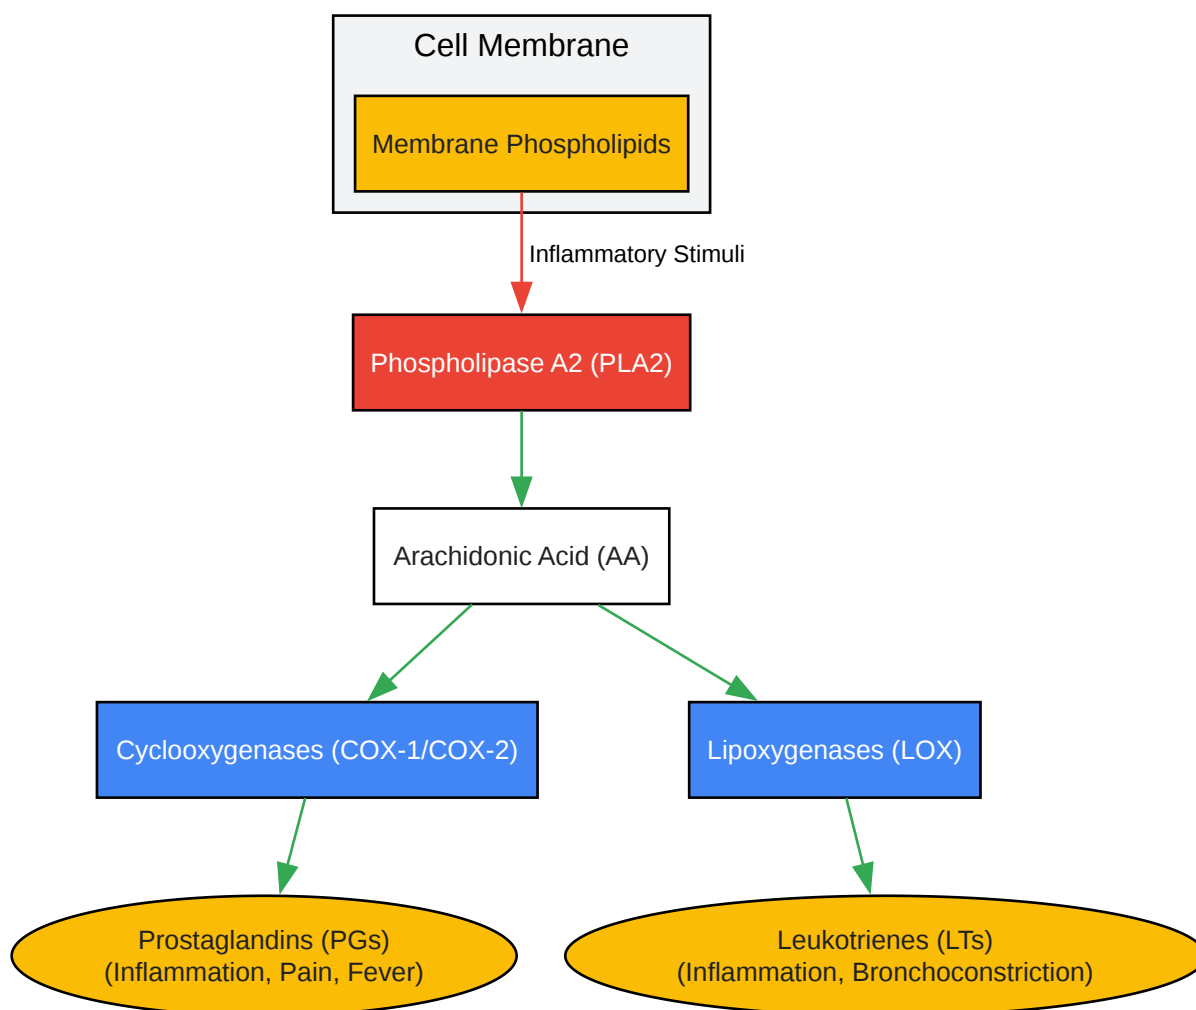 Cell Membrane
Membrane Phospholipids
Inflammatory Stimuli
Phospholipase A2 (PLA2)
Arachidonic Acid (AA)
Cyclooxygenases (COX-1/COX-2)
Lipoxygenases (LOX)
Prostaglandins (PGs)
(Inflammation, Pain, Fever)
Leukotrienes (LTs)
(Inflammation, Bronchoconstriction)